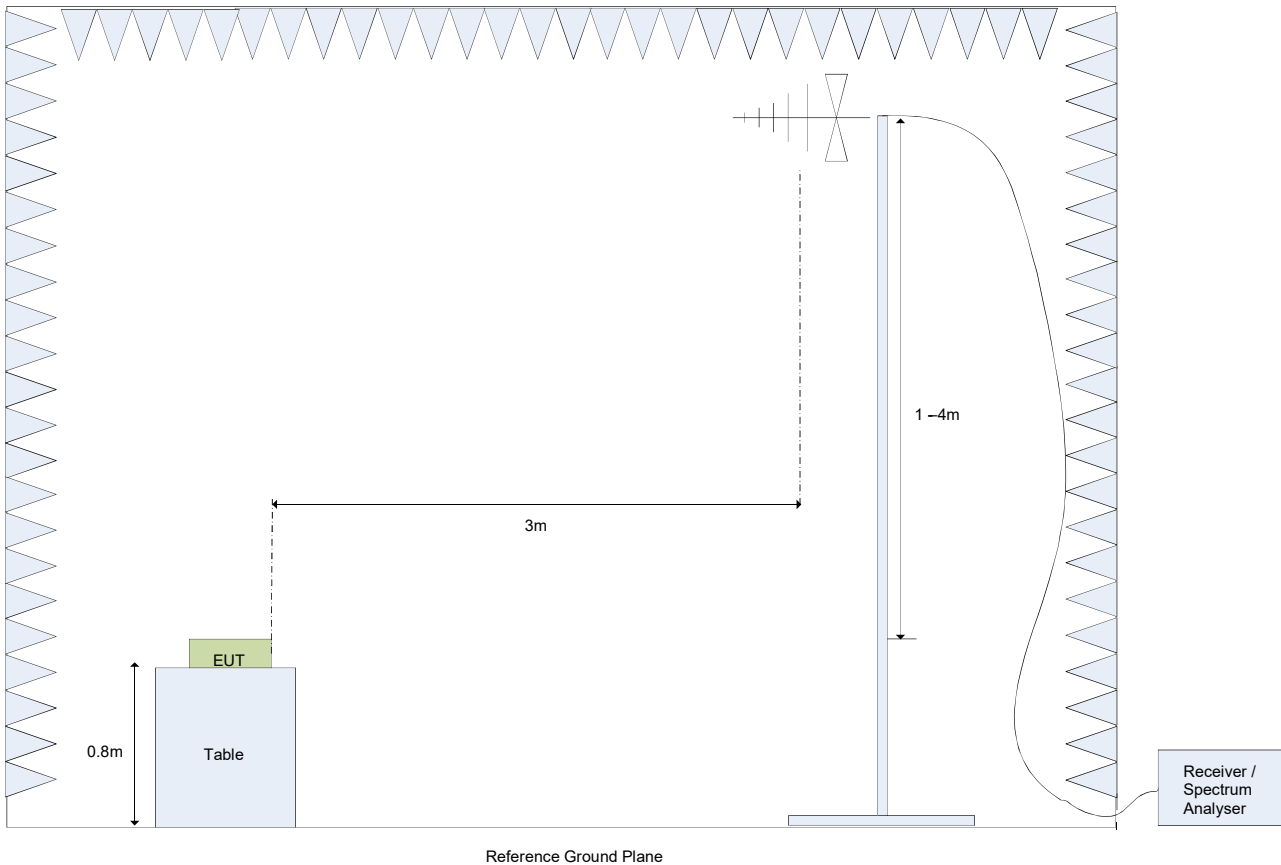 1 –4m
3m
EUT
0.8m
Table
Receiver /
Spectrum
Analyser
Reference Ground Plane